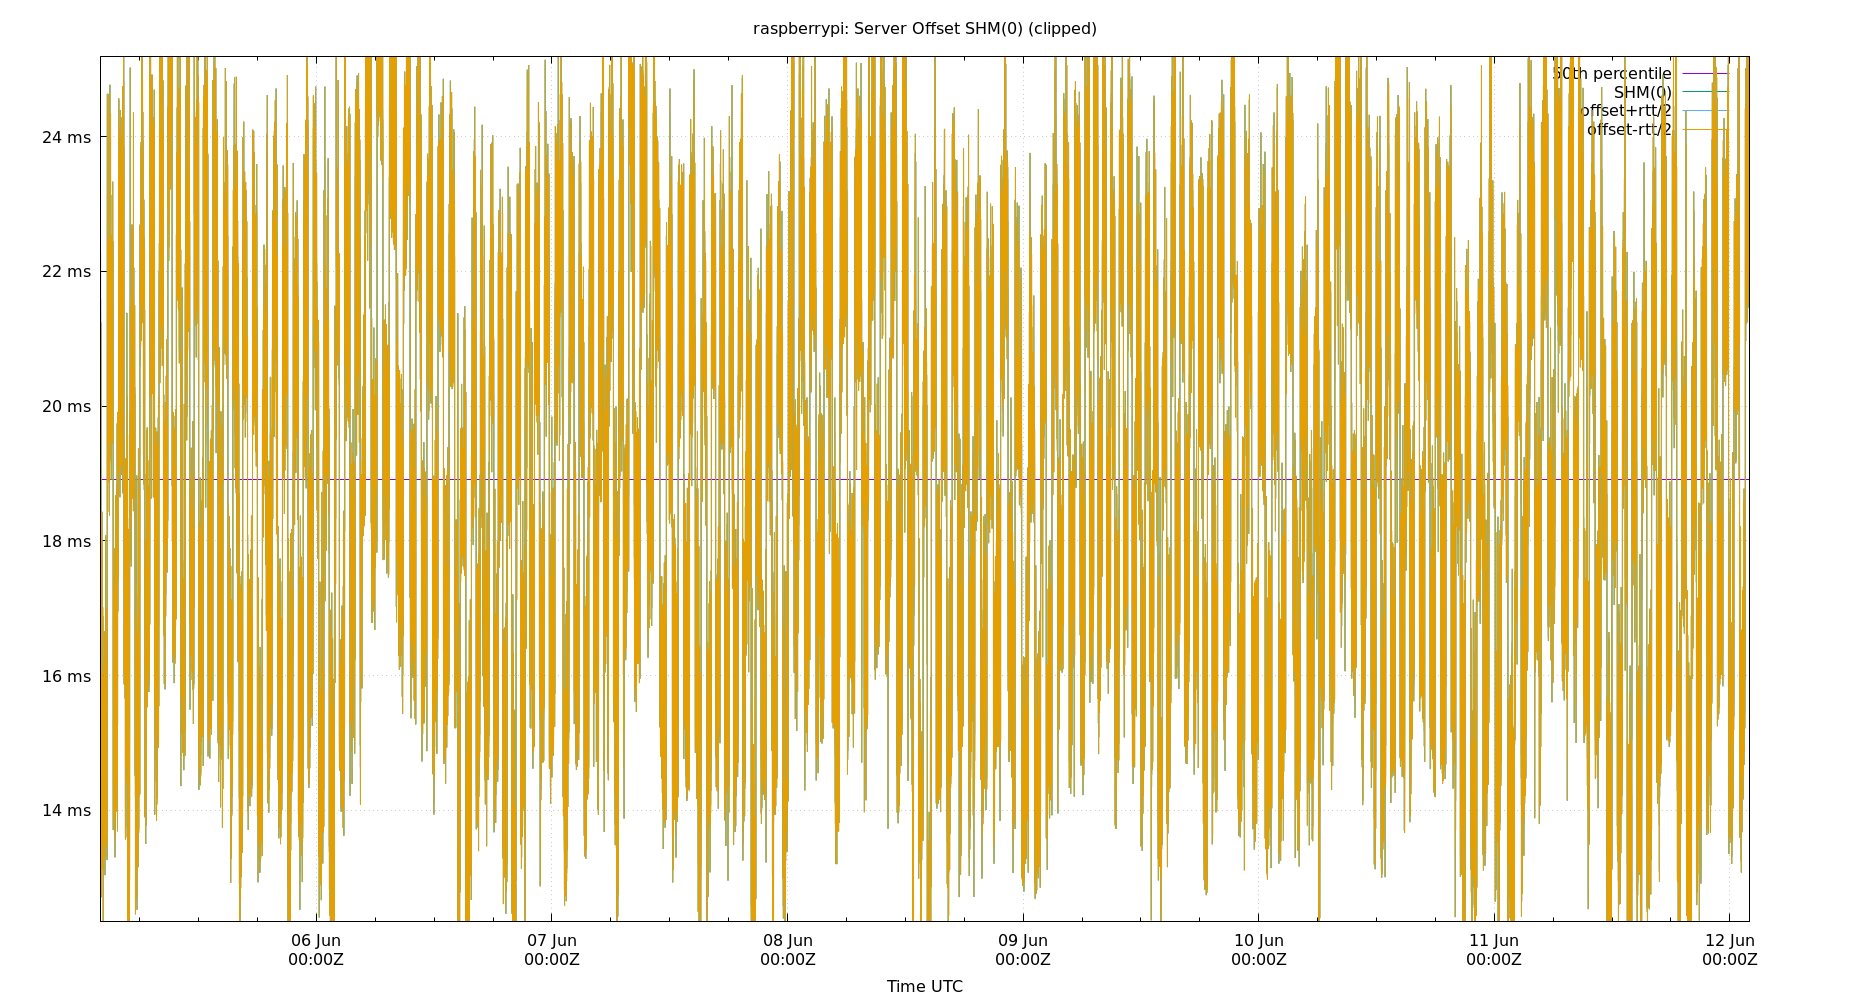 raspberrypi: Server Offset SHM(0) (clipped)
50th percentile
SHM(0)
offset+rtt/2
offset-rtt/2
24 ms
22 ms
20 ms
18 ms
16 ms
14 ms
06 Jun 07 Jun 08 Jun 09 Jun 10 Jun 11 Jun 12 Jun
00:00Z 00:00Z 00:00Z 00:00Z 00:00Z 00:00Z 00:00Z
Time UTC